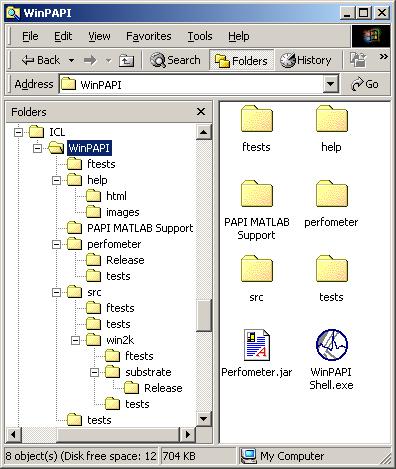 WinPAPI
File Edit View Favorites Tools Help
Back Search Folders History
Address WinPAPI Go
Folders
ICL
WinPAPI
ftests
help
html
images
PAPI MATLAB Support
perfometer
Release
tests
src
ftests
tests
win2k
ftests
substrate
Release
tests
tests
ftests help
PAPI MATLAB
Support
perfometer
src tests
Perfometer.jar
WinPAPI
Shell.exe
8 object(s) (Disk free space: 12 704 KB My Computer